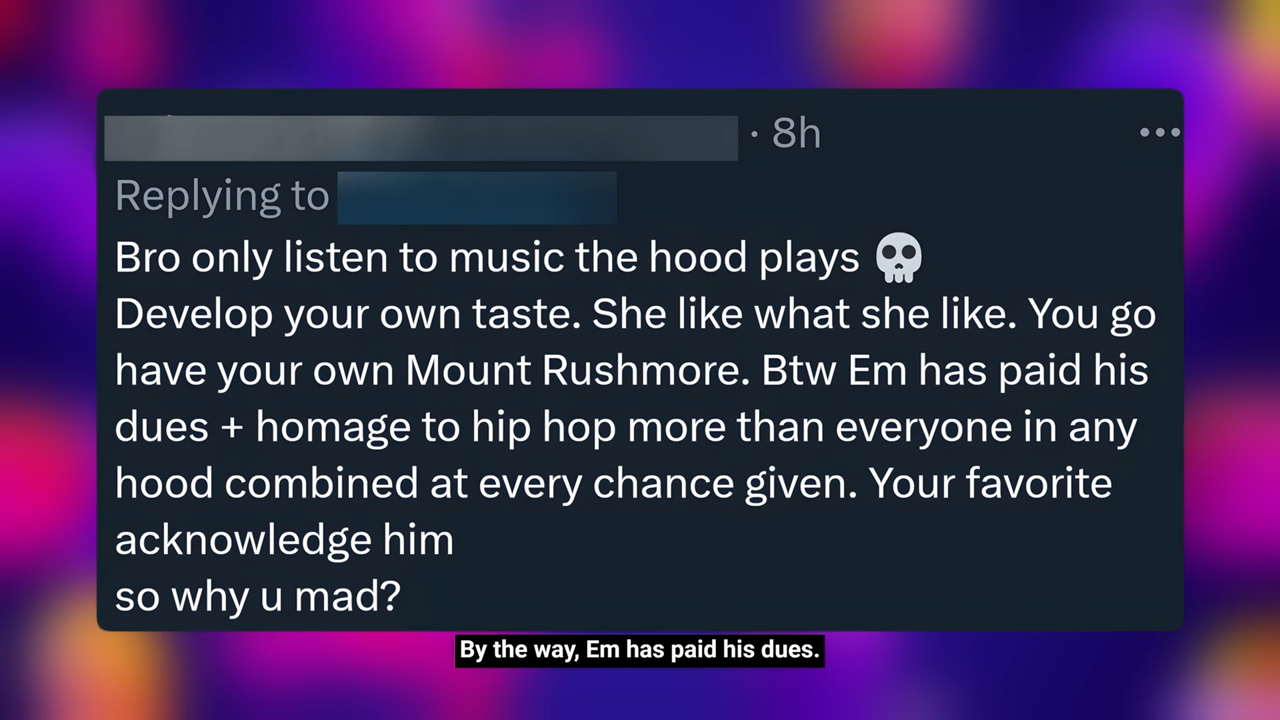 · 8h
Replying to
Bro only listen to music the hood plays 💀
Develop your own taste. She like what she like. You go
have your own Mount Rushmore. Btw Em has paid his
dues + homage to hip hop more than everyone in any
hood combined at every chance given. Your favorite
acknowledge him
so why u mad?
By the way, Em has paid his dues.